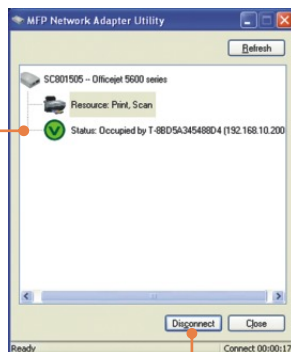 MFP Network Adapter Utility
Refresh
SC801505 -- Officejet 5600 series
Resource: Print, Scan
Status: Occupied by T-8BD5A345488D4 (192.168.10.200
Disconnect
Close
Ready
Connect 00:00:17